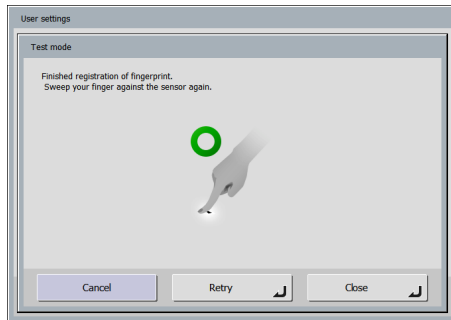 User settings
Test mode
Finished registration of fingerprint.
Sweep your finger against the sensor again.
Cancel
Retry
Close